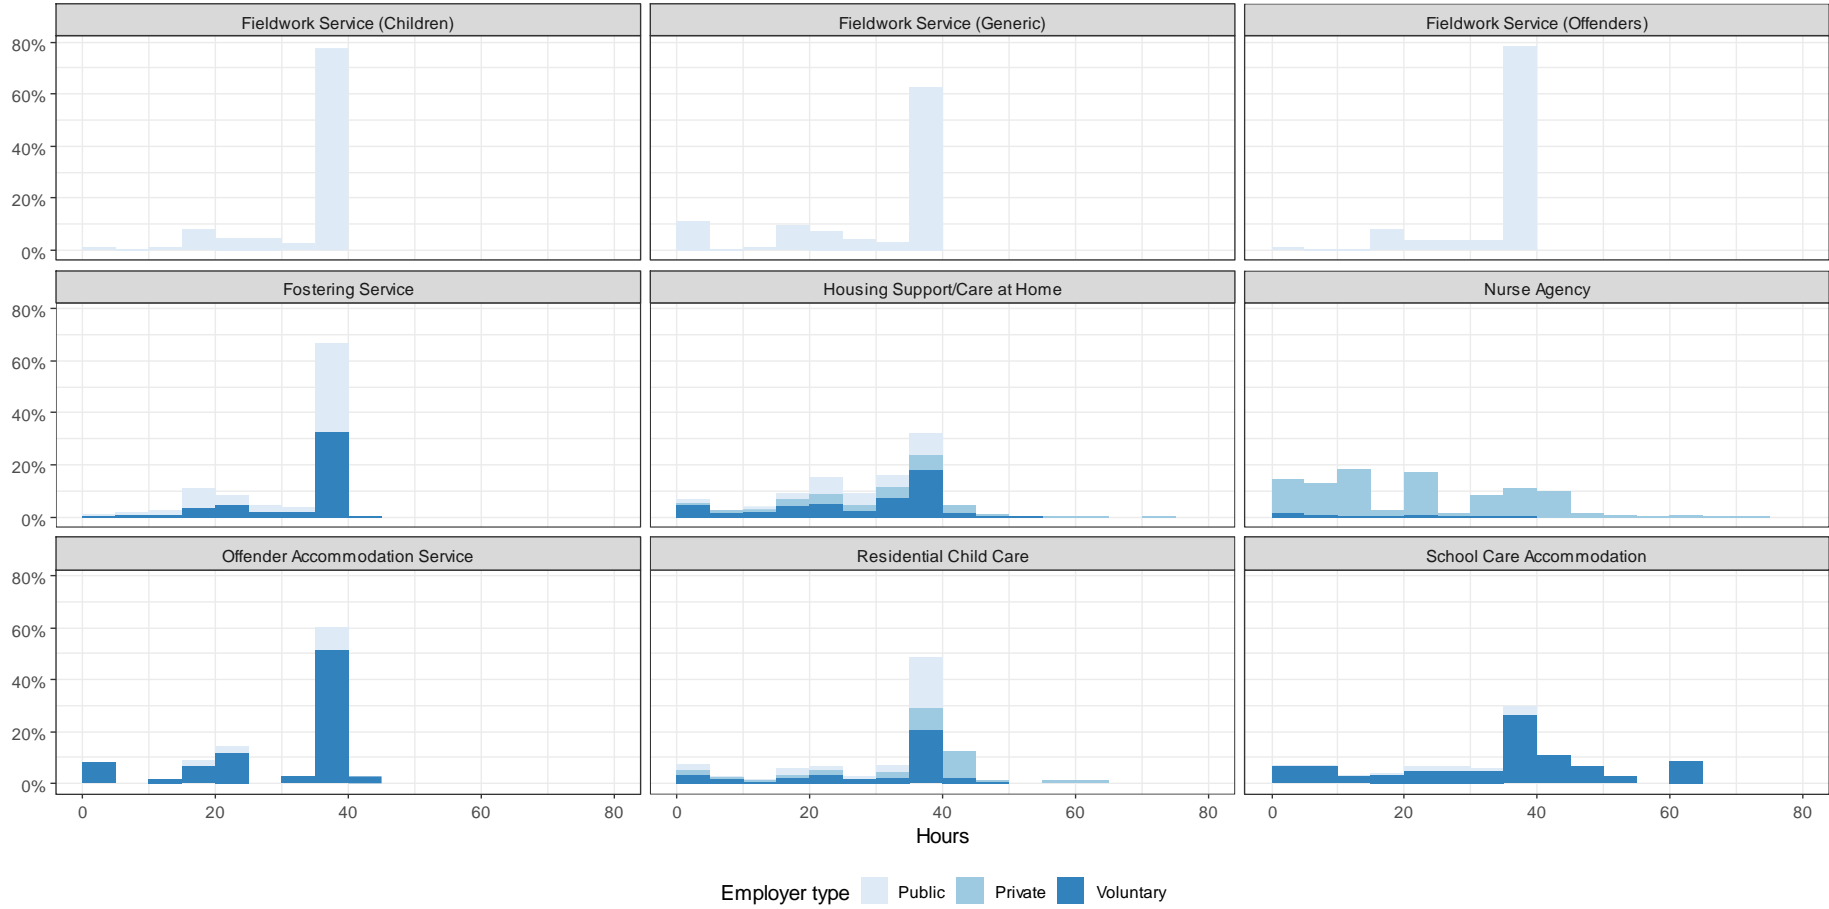 Fieldwork Service (Children)
Fieldwork Service (Generic)
Fieldwork Service (Offenders)
80%
60%
40%
20%
0%
Fostering Service
Housing Support/Care at Home
Nurse Agency
80%
60%
40%
20%
0%
Offender Accommodation Service
Residential Child Care
School Care Accommodation
80%
60%
40%
20%
0%
0 20 40 60 80
0 20 40 60 80
0 20 40 60 80
Hours
Employer type Public Private Voluntary